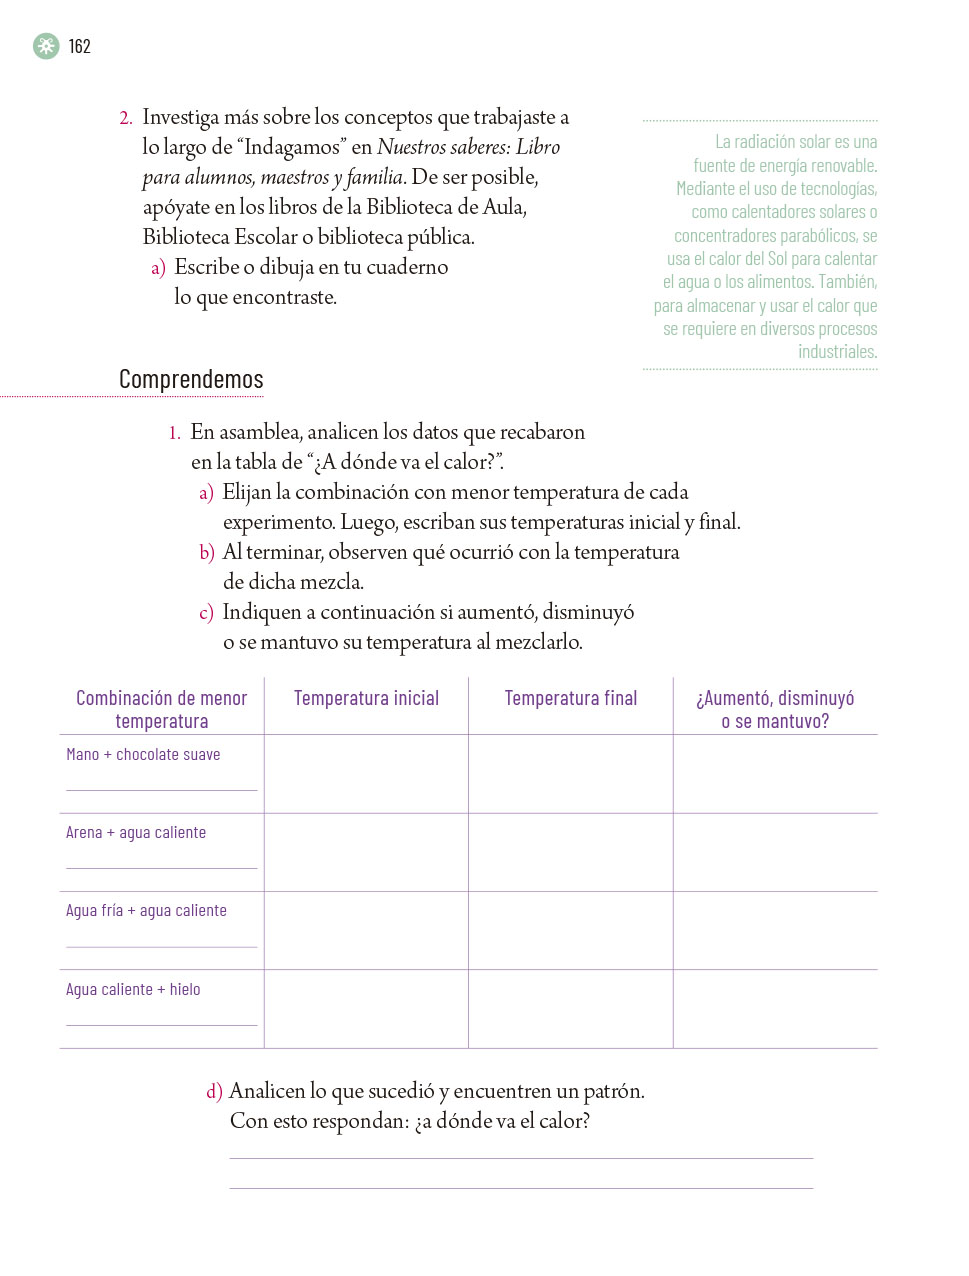 162
2. Investiga más sobre los conceptos que trabajaste a
lo largo de “Indagamos” en Nuestros saberes: Libro
para alumnos, maestros y familia. De ser posible,
apóyate en los libros de la Biblioteca de Aula,
Biblioteca Escolar o biblioteca pública.
a) Escribe o dibuja en tu cuaderno
lo que encontraste.
La radiación solar es una
fuente de energía renovable.
Mediante el uso de tecnologías,
como calentadores solares o
concentradores parabólicos, se
usa el calor del Sol para calentar
el agua o los alimentos. También,
para almacenar y usar el calor que
se requiere en diversos procesos
industriales.
Comprendemos
1. En asamblea, analicen los datos que recabaron
en la tabla de “¿A dónde va el calor?”.
a) Elijan la combinación con menor temperatura de cada
experimento. Luego, escriban sus temperaturas inicial y final.
b) Al terminar, observen qué ocurrió con la temperatura
de dicha mezcla.
c) Indiquen a continuación si aumentó, disminuyó
o se mantuvo su temperatura al mezclarlo.
Combinación de menor
temperatura
Temperatura inicial
Temperatura final
¿Aumentó, disminuyó
o se mantuvo?
Mano + chocolate suave
Arena + agua caliente
Agua fría + agua caliente
Agua caliente + hielo
d) Analicen lo que sucedió y encuentren un patrón.
Con esto respondan: ¿a dónde va el calor?